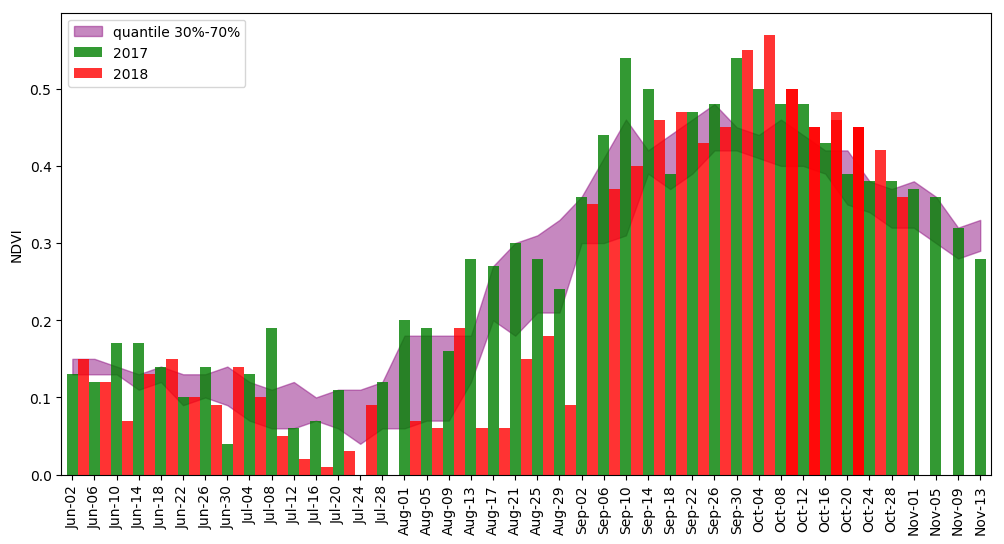 quantile 30%-70%
2017
2018
NDVI
0.5
0.4
0.3
0.2
0.1
0.0
Jun-02
Jun-06
Jun-10
Jun-14
Jun-18
Jun-22
Jun-26
Jun-30
Jul-04
Jul-08
Jul-12
Jul-16
Jul-20
Jul-24
Jul-28
Aug-01
Aug-05
Aug-09
Aug-13
Aug-17
Aug-21
Aug-25
Aug-29
Sep-02
Sep-06
Sep-10
Sep-14
Sep-18
Sep-22
Sep-26
Sep-30
Oct-04
Oct-08
Oct-12
Oct-16
Oct-20
Oct-24
Oct-28
Nov-01
Nov-05
Nov-09
Nov-13